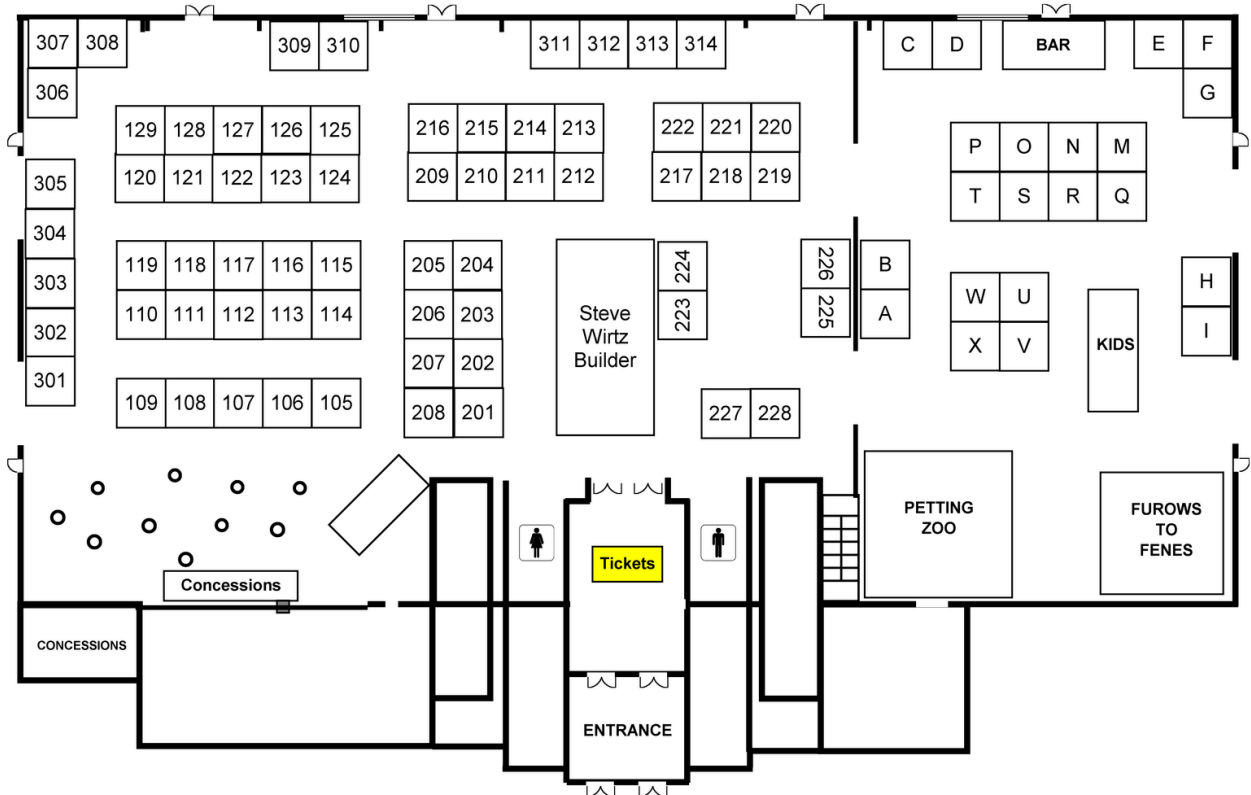 307 308
309 310
311 312 313 314
C D
BAR
E F
306
G
129 128 127 126 125
216 215 214 213
222 221 220
P O N M
120 121 122 123 124
209 210 211 212
217 218 219
T S R Q
305
304
303
302
301
119 118 117 116 115
110 111 112 113 114
205 204
206 203
207 202
208 201
Steve
Wirtz
Builder
224
223
226
225
B
A
W U
X V
H
I
KIDS
109 108 107 106 105
227 228
PETTING
ZOO
FUROWS
TO
FENES
Tickets
Concessions
CONCESSIONS
ENTRANCE